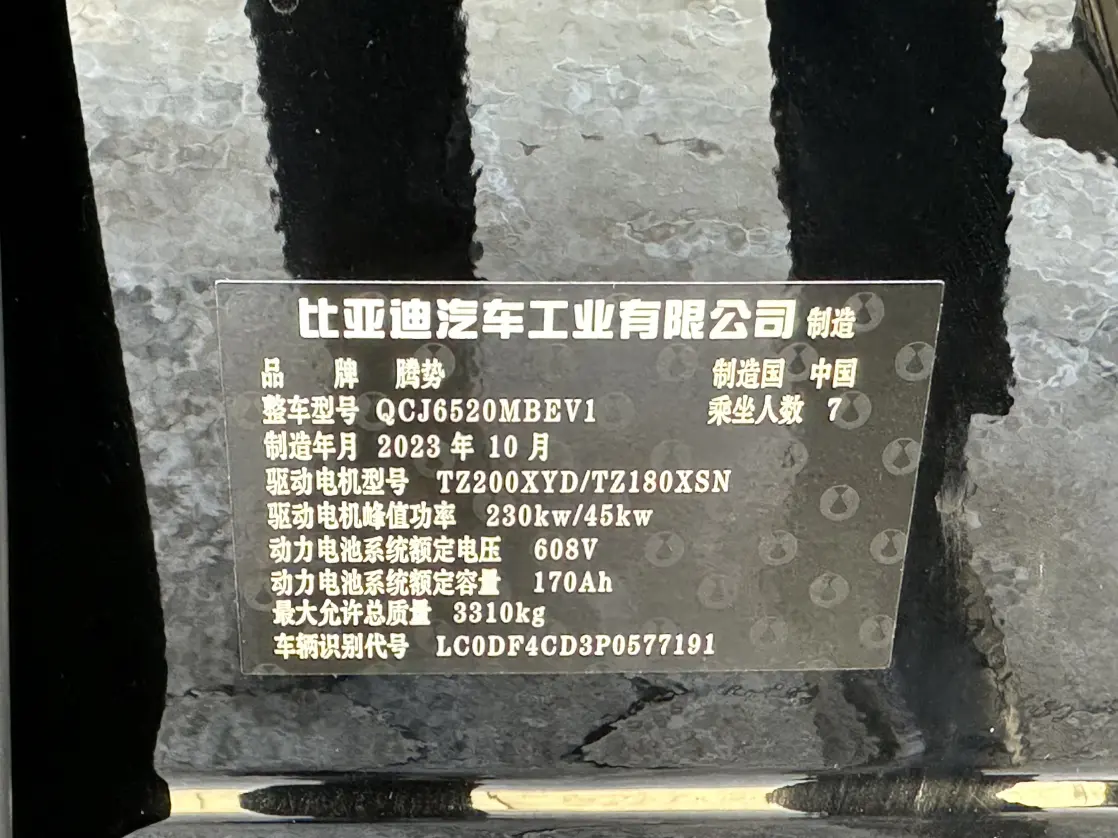 比亚迪汽车工业有限公司 制造
品 牌 腾势 制造国 中国
整车型号 QCJ6520MBEV1 乘坐人数 7
制造年月 2023 年 10 月
驱动电机型号 TZ200XYD/TZ180XSN
驱动电机峰值功率 230kw/45kw
动力电池系统额定电压 608V
动力电池系统额定容量 170Ah
最大允许总质量 3310kg
车辆识别代号 LC0DF4CD3P0577191